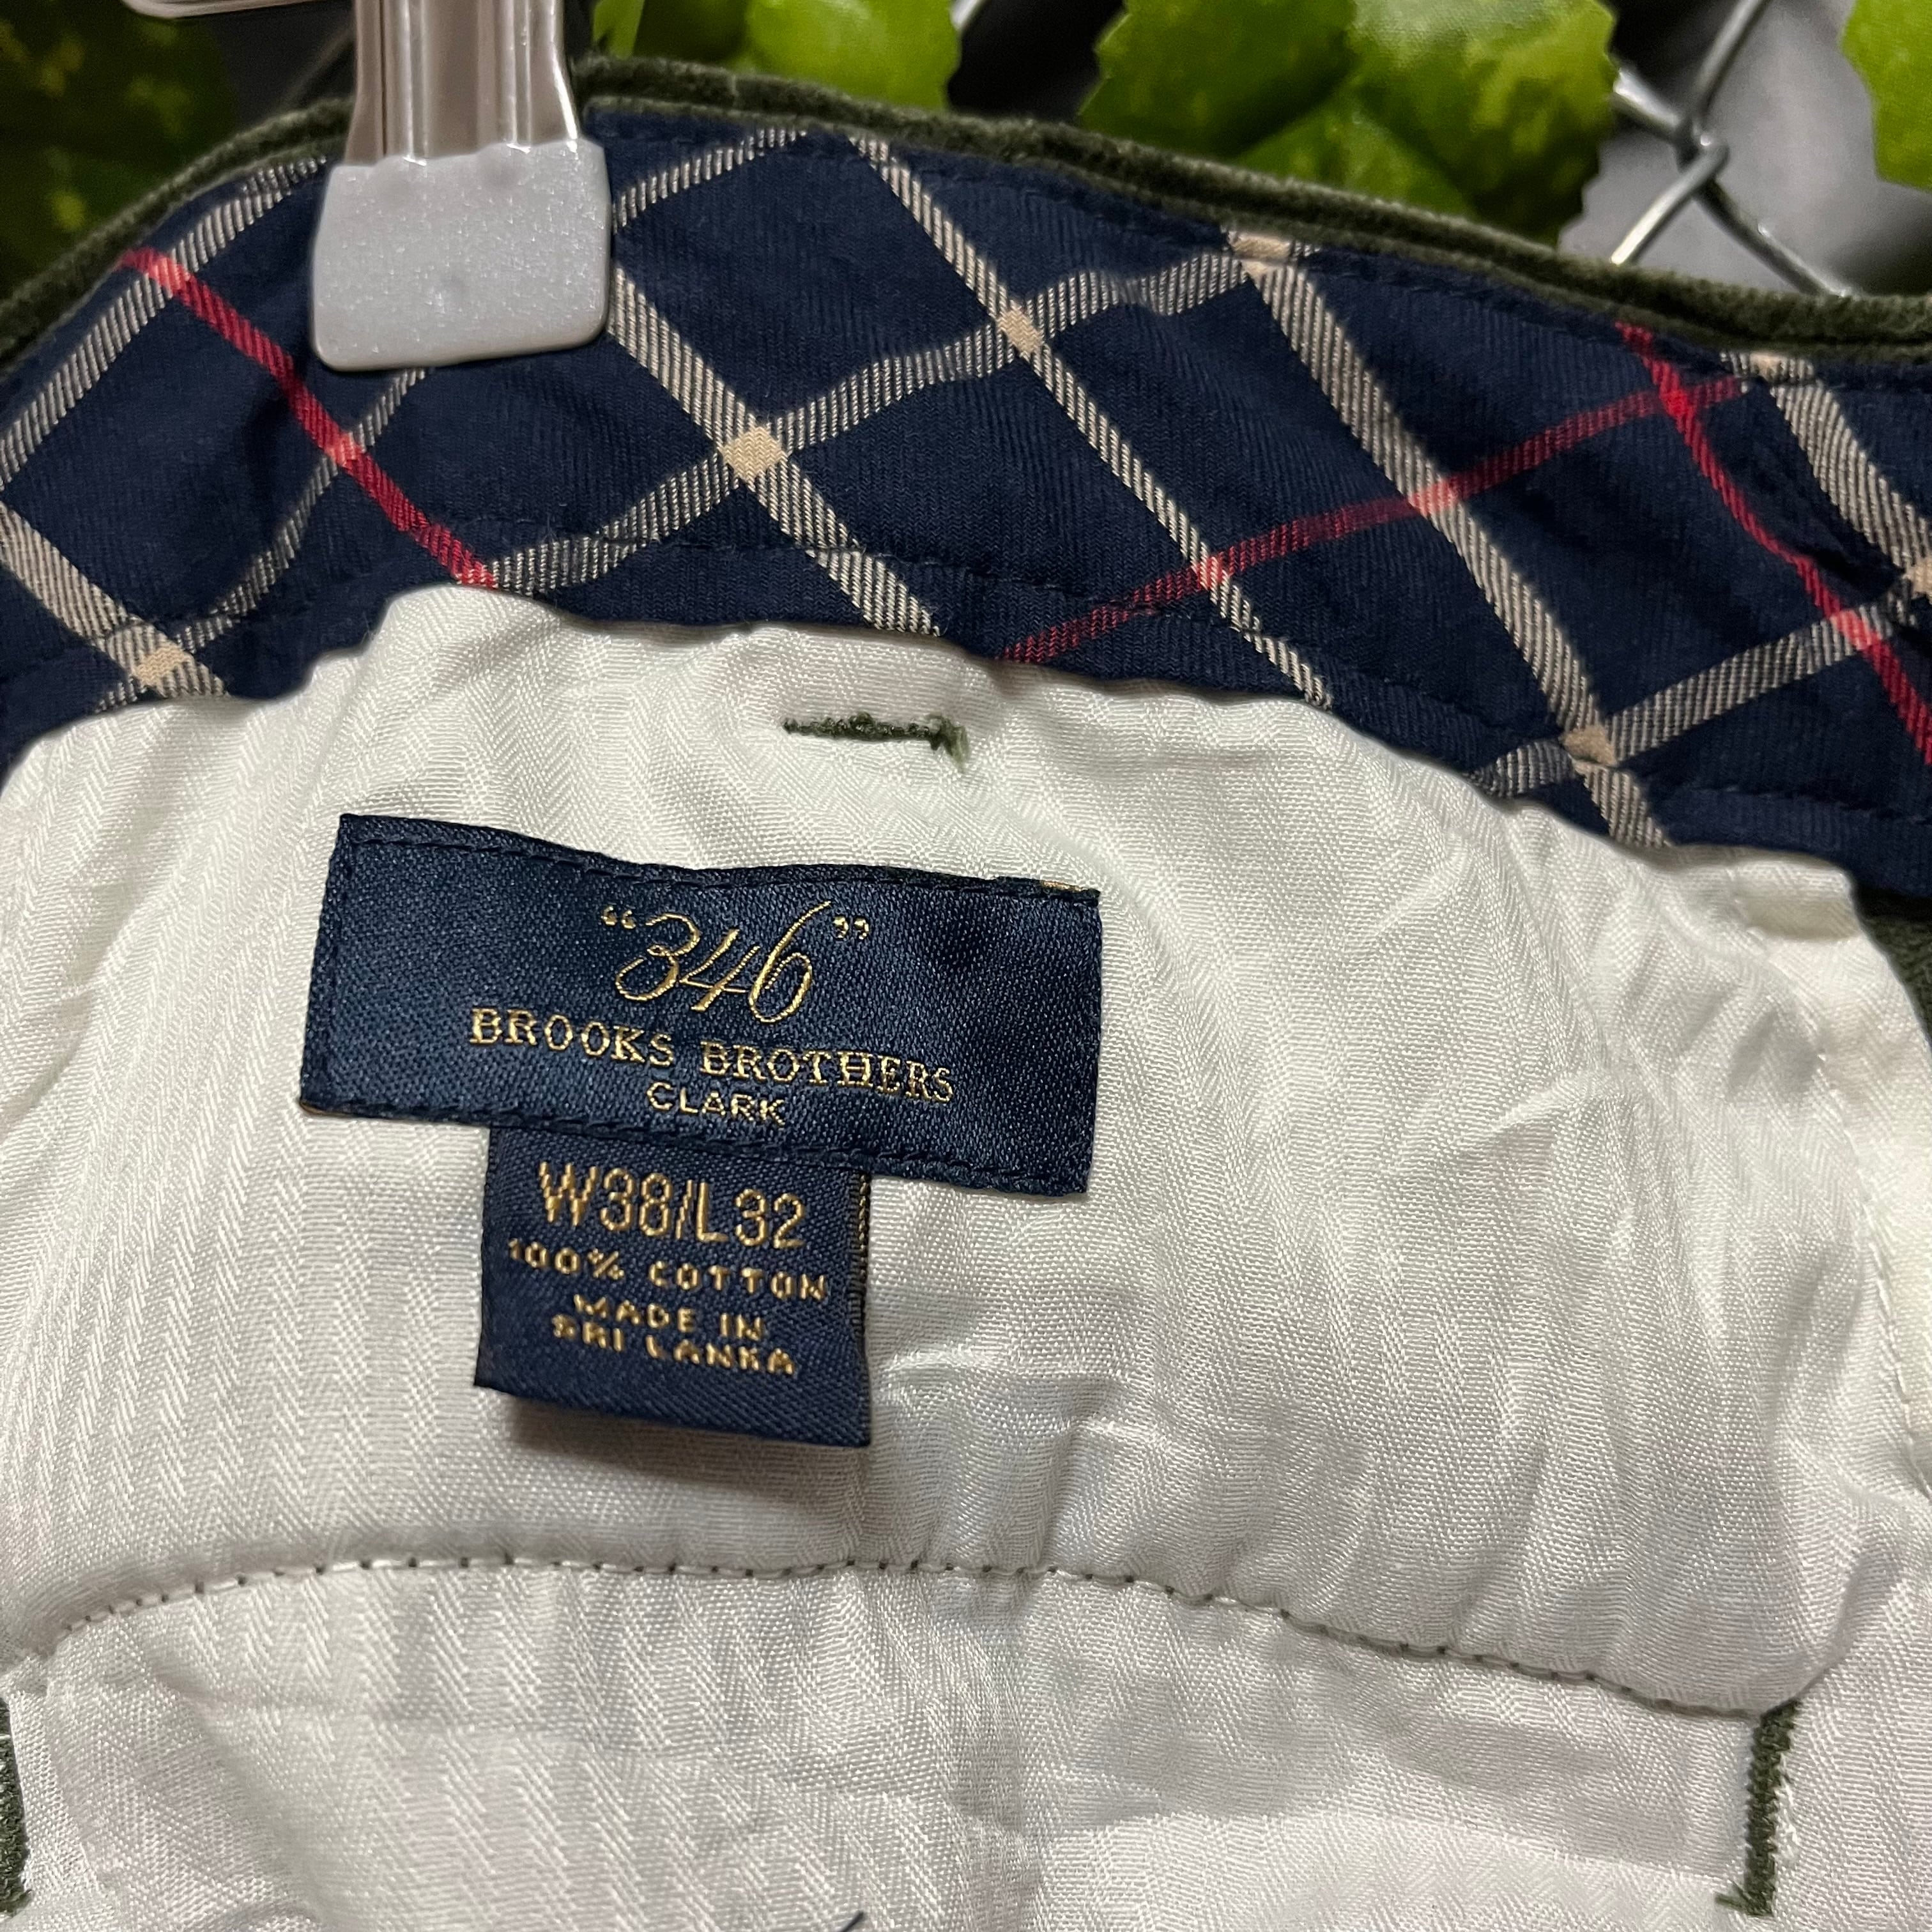 “346”
BROOKS BROTHERS
CLARK
W38/L32
100% COTTON
MADE IN
SRI LANKA